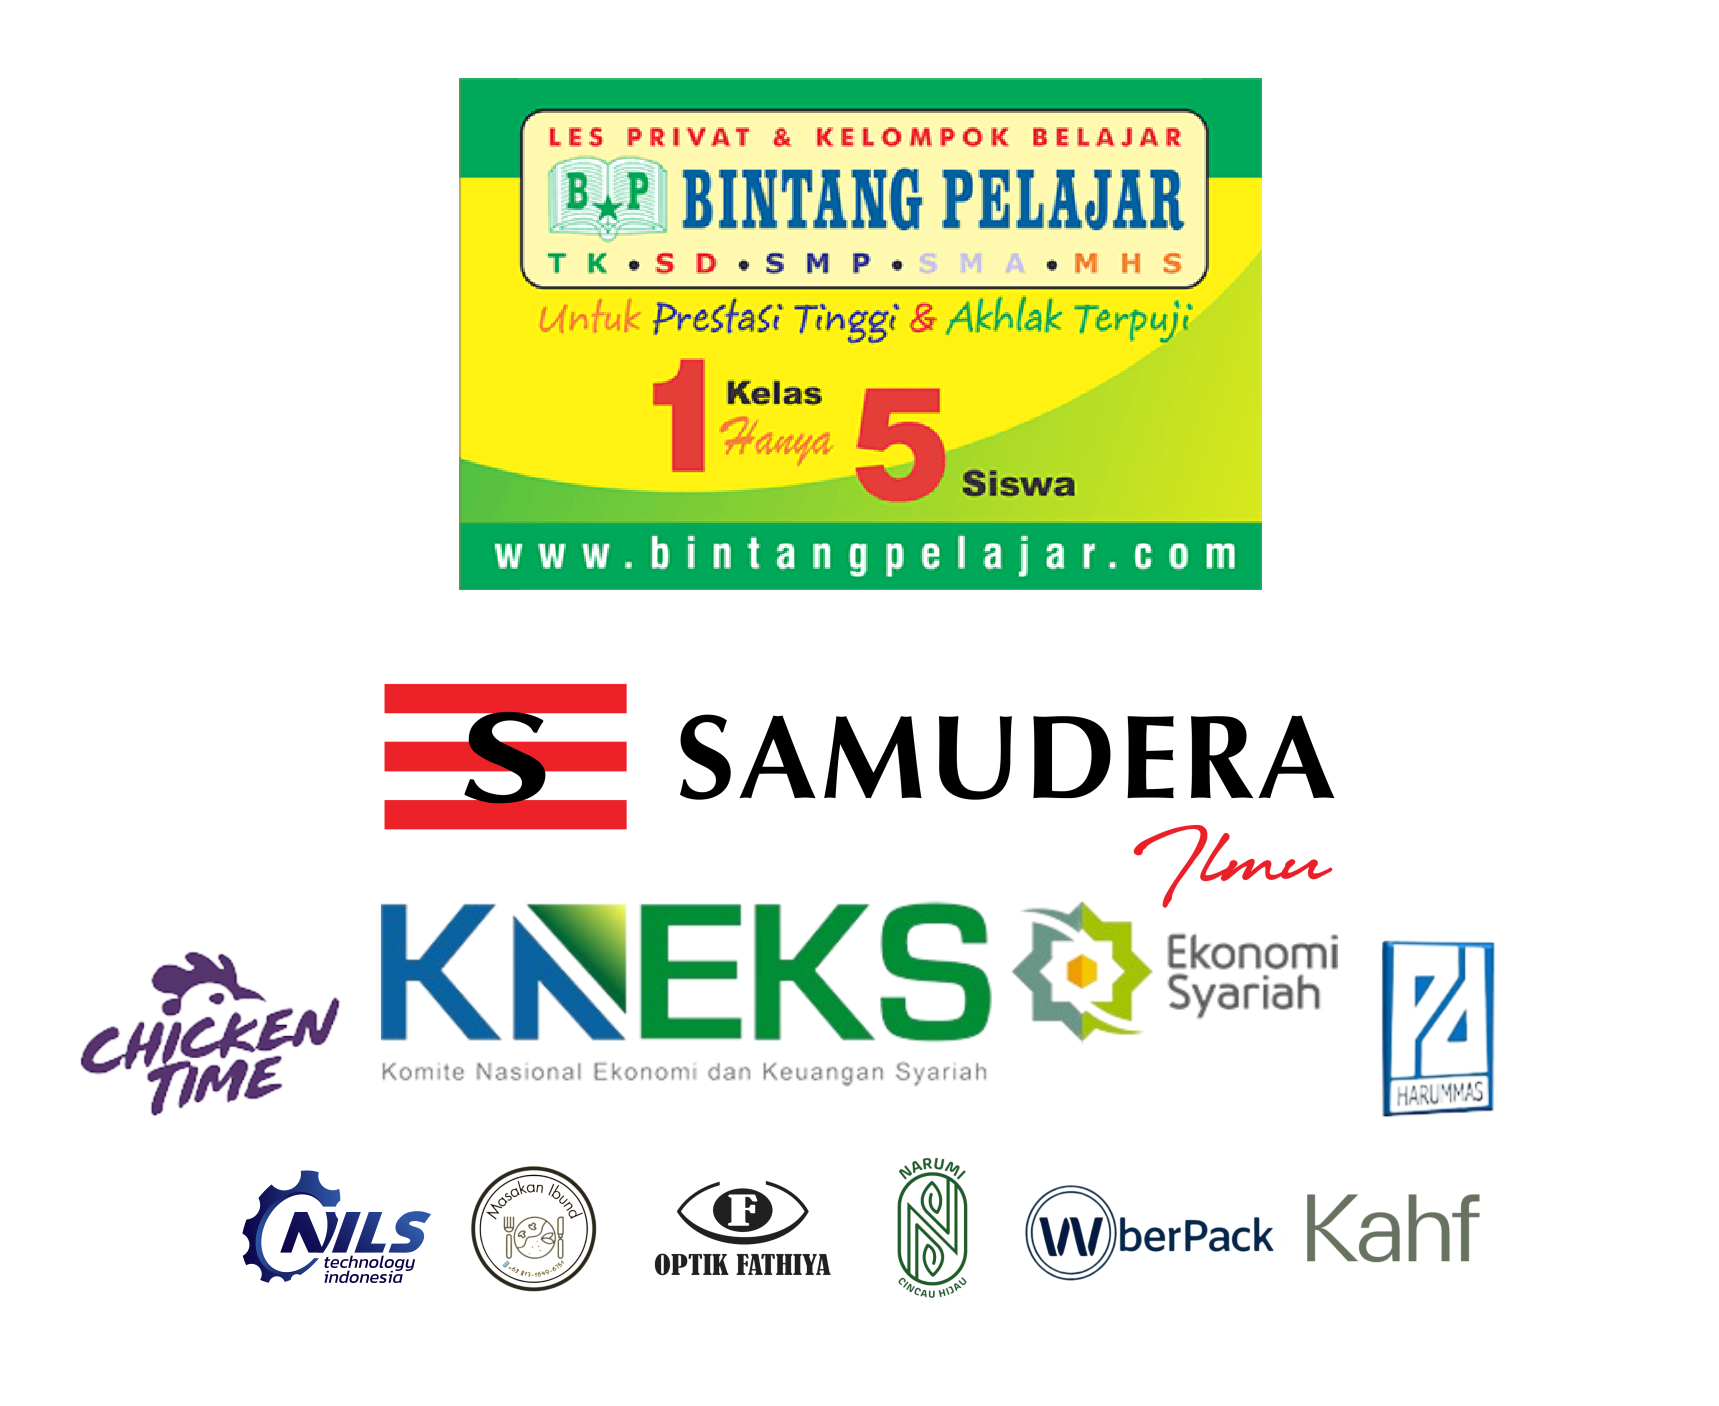 LES PRIVAT & KELOMPOK BELAJAR
B P BINTANG PELAJAR
TK • SD • SMP • SMA • MHS
Untuk Prestasi Tinggi & Akhlak Terpuji
1 Kelas Hanya 5 Siswa
www.bintangpelajar.com
S SAMUDERA
Ilmu
CHICKEN
TIME
KNEKS
Komite Nasional Ekonomi dan Keuangan Syariah
Ekonomi
Syariah
HARUMMAS
NILS
technology
indonesia
Masakan Ibund
F
OPTIK FATHIYA
NARUMI
N
CINCAU HIJAU
WberPack
Kahf